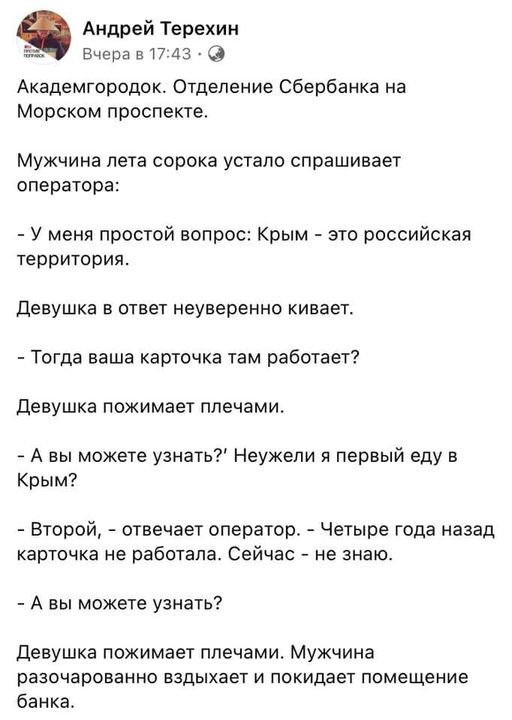 Андрей Терехин
Вчера в 17:43 ·
Академгородок. Отделение Сбербанка на
Морском проспекте.
Мужчина лета сорока устало спрашивает
оператора:
- У меня простой вопрос: Крым - это российская
территория.
Девушка в ответ неуверенно кивает.
- Тогда ваша карточка там работает?
Девушка пожимает плечами.
- А вы можете узнать?’ Неужели я первый еду в
Крым?
- Второй, - отвечает оператор. - Четыре года назад
карточка не работала. Сейчас - не знаю.
- А вы можете узнать?
Девушка пожимает плечами. Мужчина
разочарованно вздыхает и покидает помещение
банка.